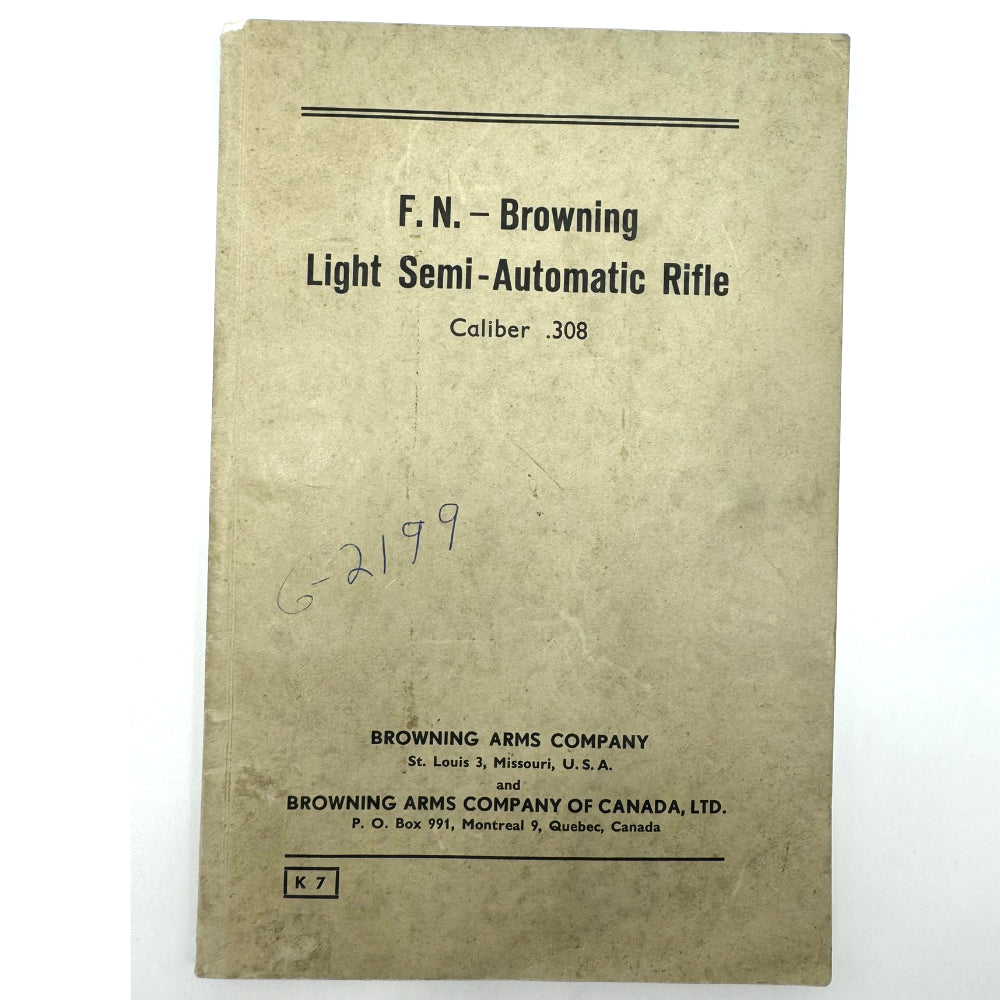 F. N. – Browning
Light Semi-Automatic Rifle
Caliber .308
G-2199
BROWNING ARMS COMPANY
St. Louis 3, Missouri, U. S. A.
and
BROWNING ARMS COMPANY OF CANADA, LTD.
P. O. Box 991, Montreal 9, Quebec, Canada
K 7